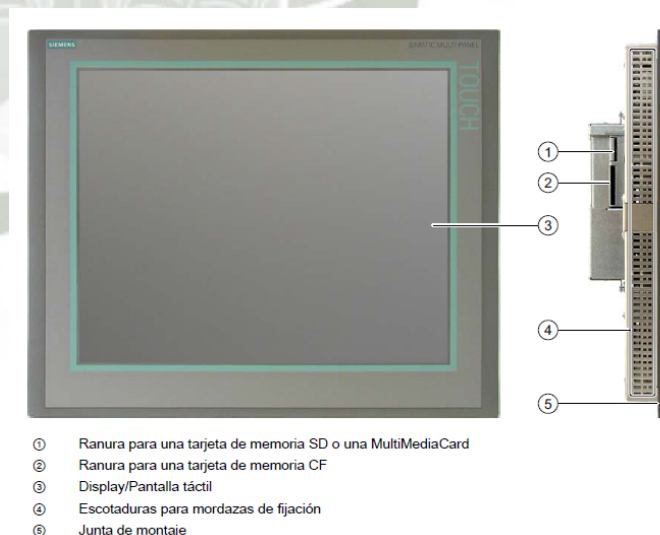 SIEMENS
SIMATIC MULTI PANEL
TOUCH
①
②
③
④
⑤
① Ranura para una tarjeta de memoria SD o una MultiMediaCard
② Ranura para una tarjeta de memoria CF
③ Display/Pantalla táctil
④ Escotaduras para mordazas de fijación
⑤ Junta de montaje